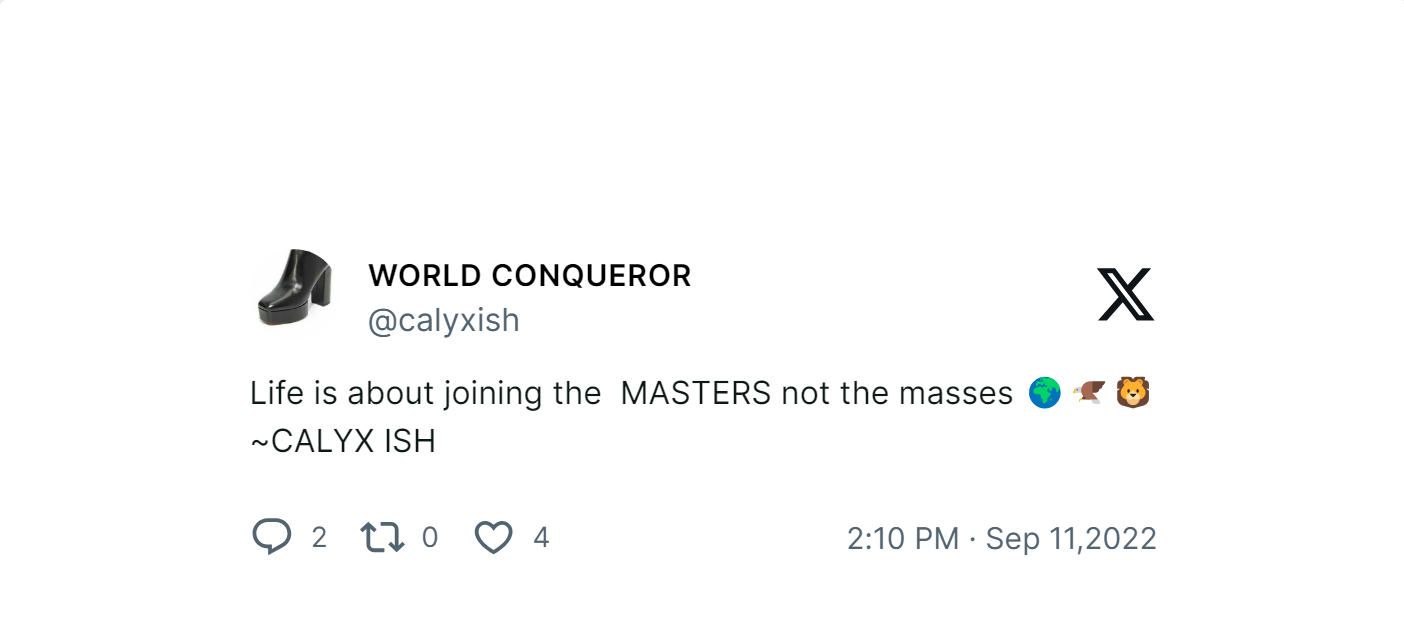 WORLD CONQUEROR
@calyxish
Life is about joining the  MASTERS not the masses 🌍 🦅 🦁
~CALYX ISH
2 0 4 2:10 PM · Sep 11,2022